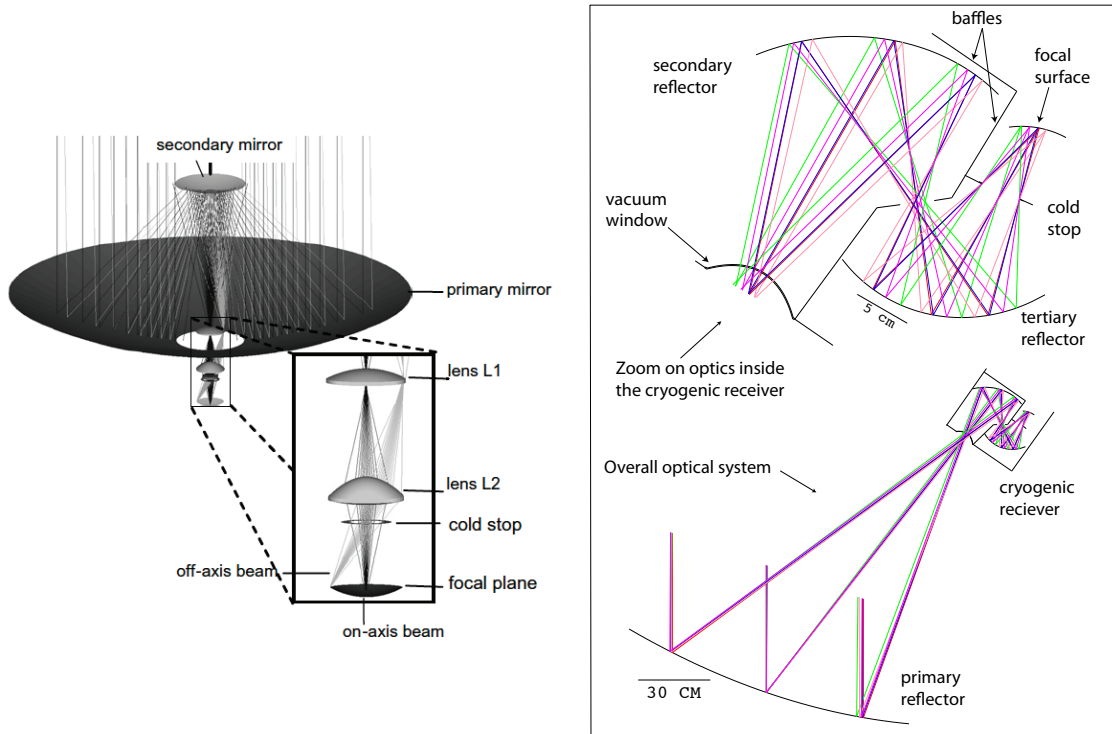 secondary mirror
primary mirror
lens L1
lens L2
cold stop
off-axis beam
focal plane
on-axis beam
baffles
secondary
reflector
focal
surface
vacuum
window
cold
stop
5 cm
tertiary
reflector
Zoom on optics inside
the cryogenic receiver
Overall optical system
cryogenic
reciever
primary
reflector
30 CM